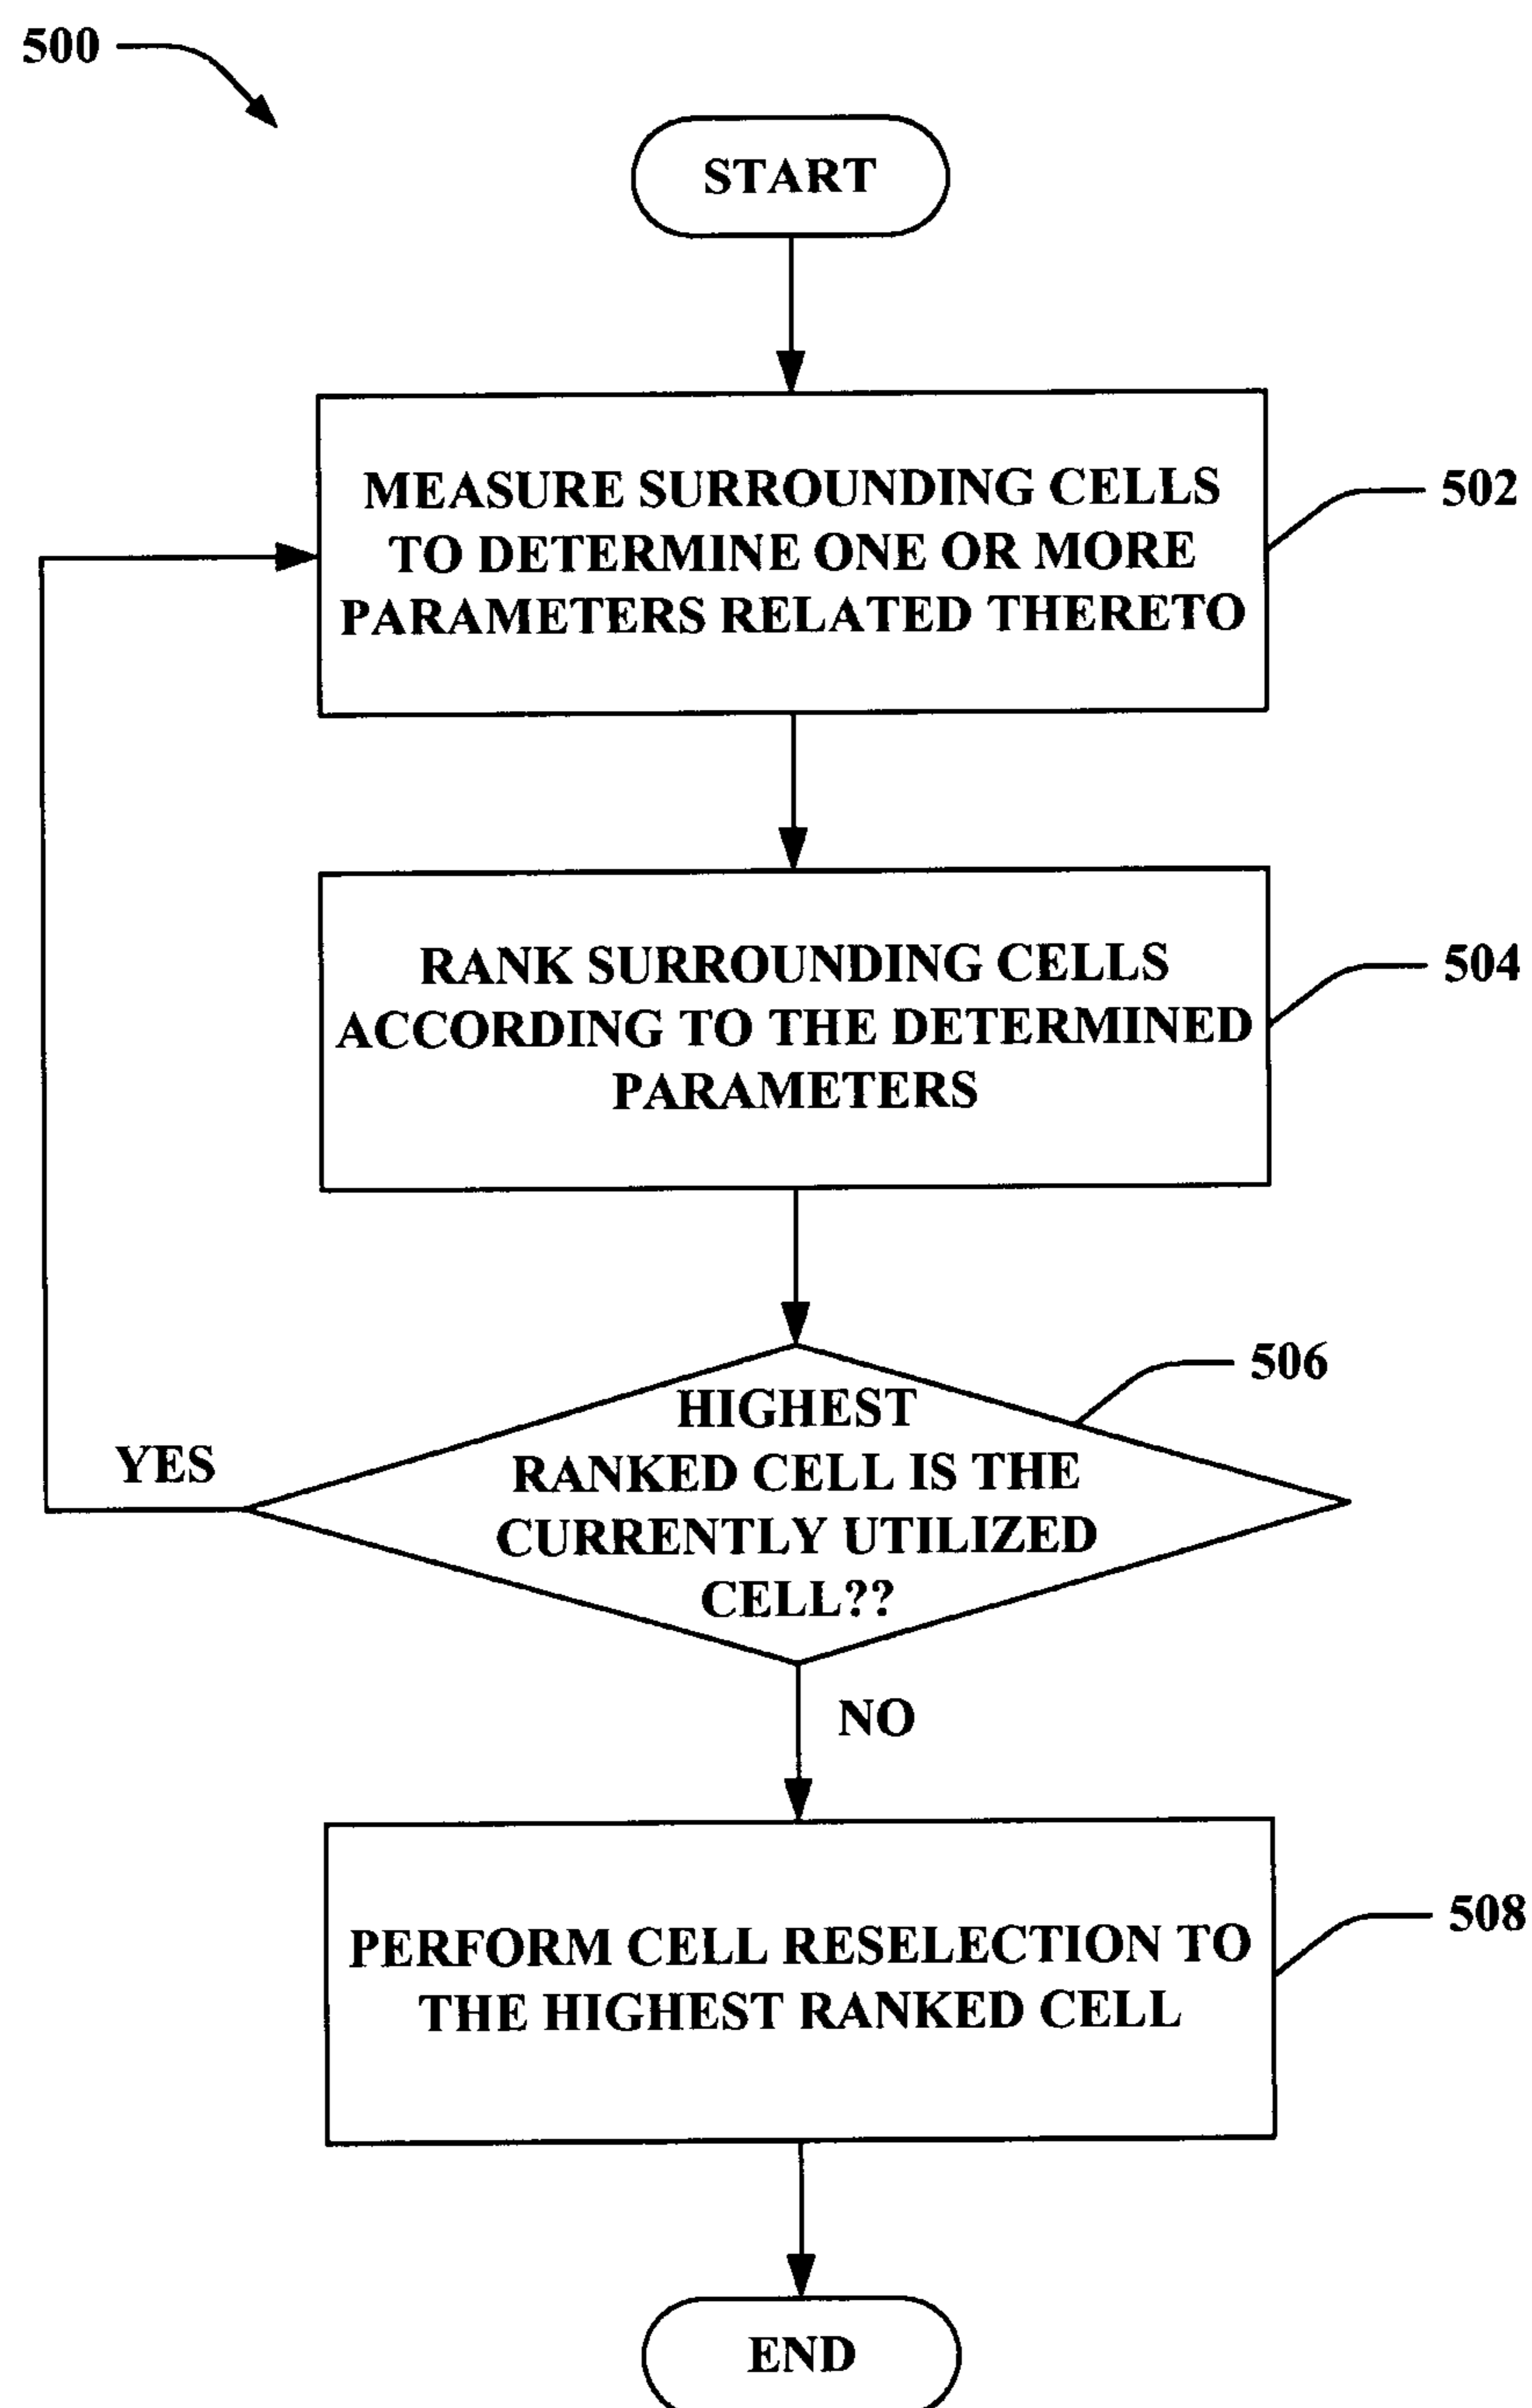 500
START
MEASURE SURROUNDING CELLS
TO DETERMINE ONE OR MORE
PARAMETERS RELATED THERETO
502
RANK SURROUNDING CELLS
ACCORDING TO THE DETERMINED
PARAMETERS
504
HIGHEST
RANKED CELL IS THE
CURRENTLY UTILIZED
CELL??
506
YES
NO
PERFORM CELL RESELECTION TO
THE HIGHEST RANKED CELL
508
END